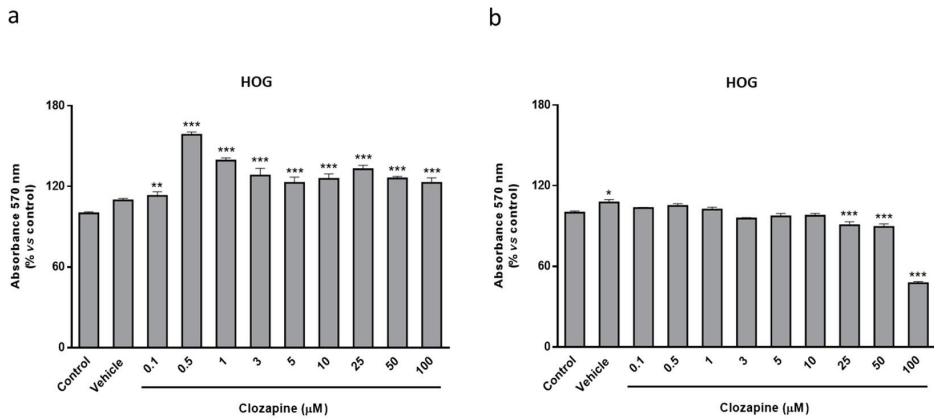 a
HOG
Absorbance 570 nm
(% vs control)
180
120
60
0
**
***
***
***
***
***
***
***
***
Control
Vehicle
0.1
0.5
1
3
5
10
25
50
100
Clozapine (µM)
b
HOG
Absorbance 570 nm
(% vs control)
180
120
60
0
*
***
***
***
Control
Vehicle
0.1
0.5
1
3
5
10
25
50
100
Clozapine (µM)